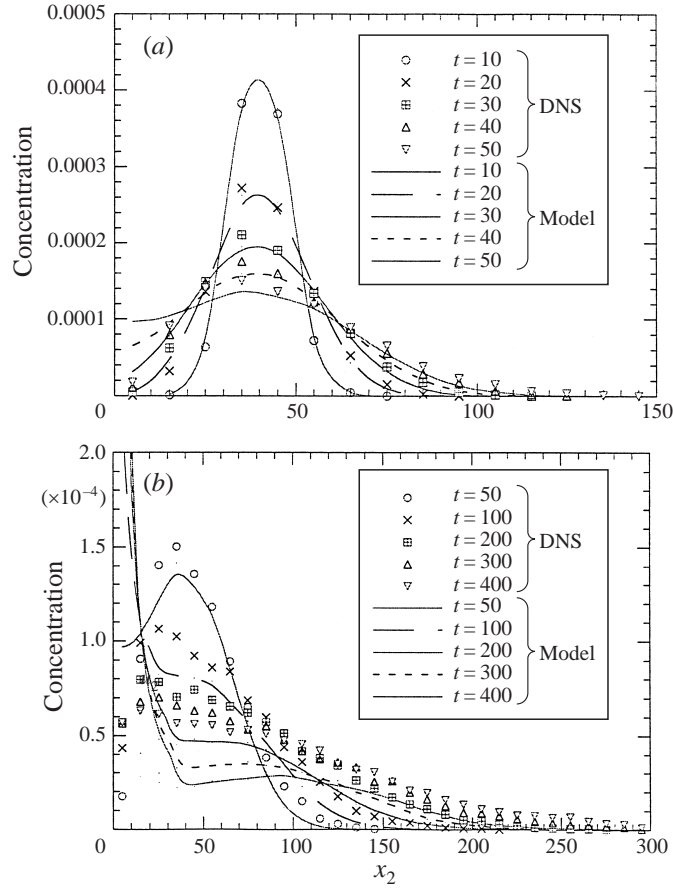 (a)
Concentration
0.0005
0.0004
0.0003
0.0002
0.0001
0
50
100
150
t = 10
t = 20
t = 30
t = 40
t = 50
DNS
t = 10
t = 20
t = 30
t = 40
t = 50
Model
(b)
Concentration
2.0
(×10⁻⁴)
1.5
1.0
0.5
0
50
100
150
200
250
300
x₂
t = 50
t = 100
t = 200
t = 300
t = 400
DNS
t = 50
t = 100
t = 200
t = 300
t = 400
Model